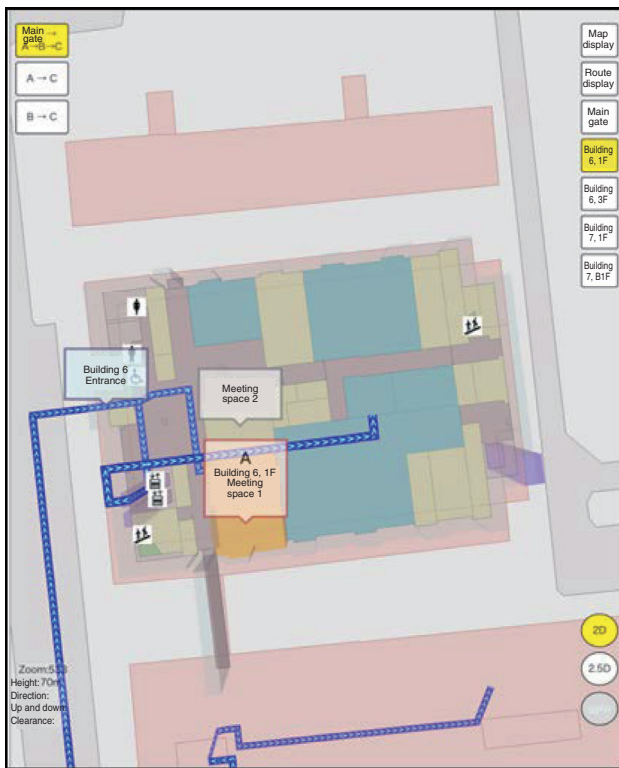 Main →
gate
A→B→C
A → C
B → C
Map
display
Route
display
Main
gate
Building
6, 1F
Building
6, 3F
Building
7, 1F
Building
7, B1F
Building 6
Entrance
Meeting
space 2
A
Building 6, 1F
Meeting
space 1
2D
2.5D
Height: 70m
Direction:
Up and down
Clearance: